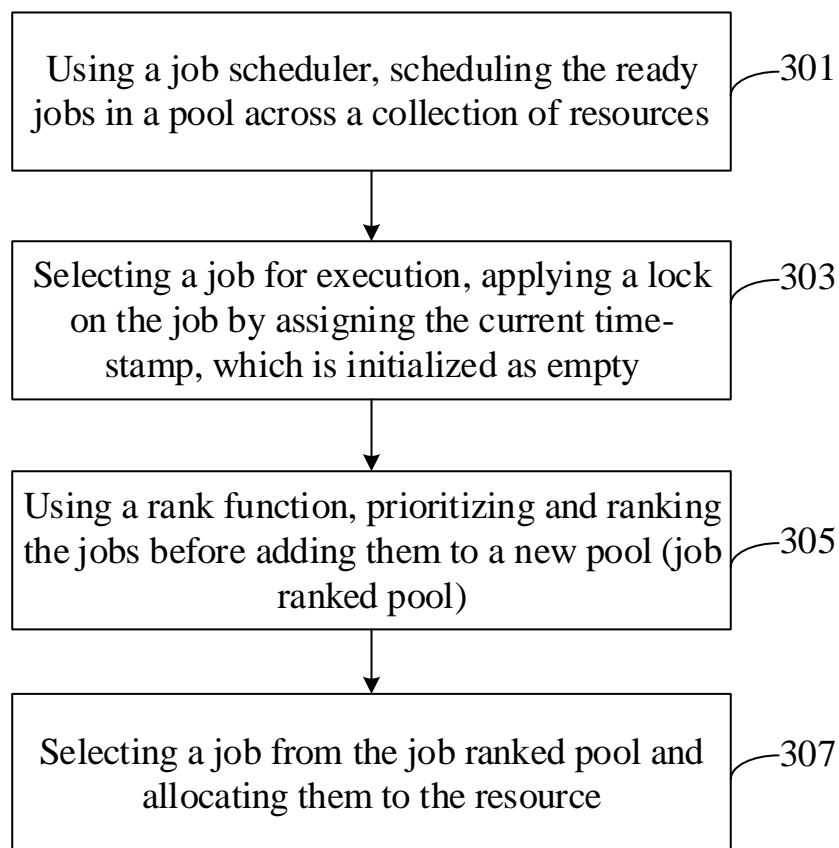 Using a job scheduler, scheduling the ready
jobs in a pool across a collection of resources
301
Selecting a job for execution, applying a lock
on the job by assigning the current time-
stamp, which is initialized as empty
303
Using a rank function, prioritizing and ranking
the jobs before adding them to a new pool (job
ranked pool)
305
Selecting a job from the job ranked pool and
allocating them to the resource
307